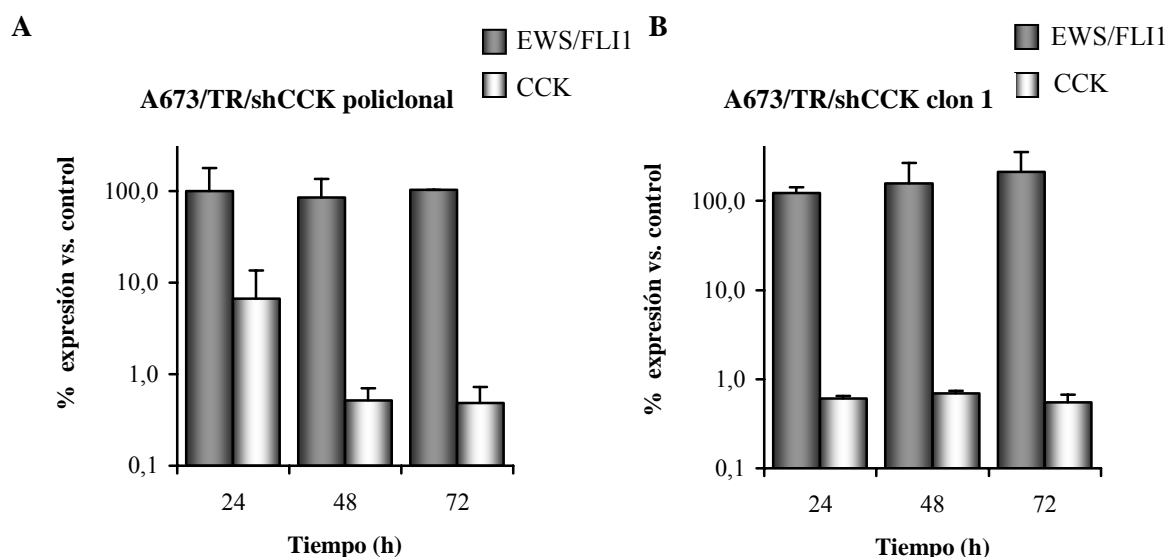 A
EWS/FLI1
CCK
A673/TR/shCCK policlonal
% expresión vs. control
100,0
10,0
1,0
0,1
24 48 72
Tiempo (h)
B
EWS/FLI1
CCK
A673/TR/shCCK clon 1
% expresión vs. control
100,0
10,0
1,0
0,1
24 48 72
Tiempo (h)